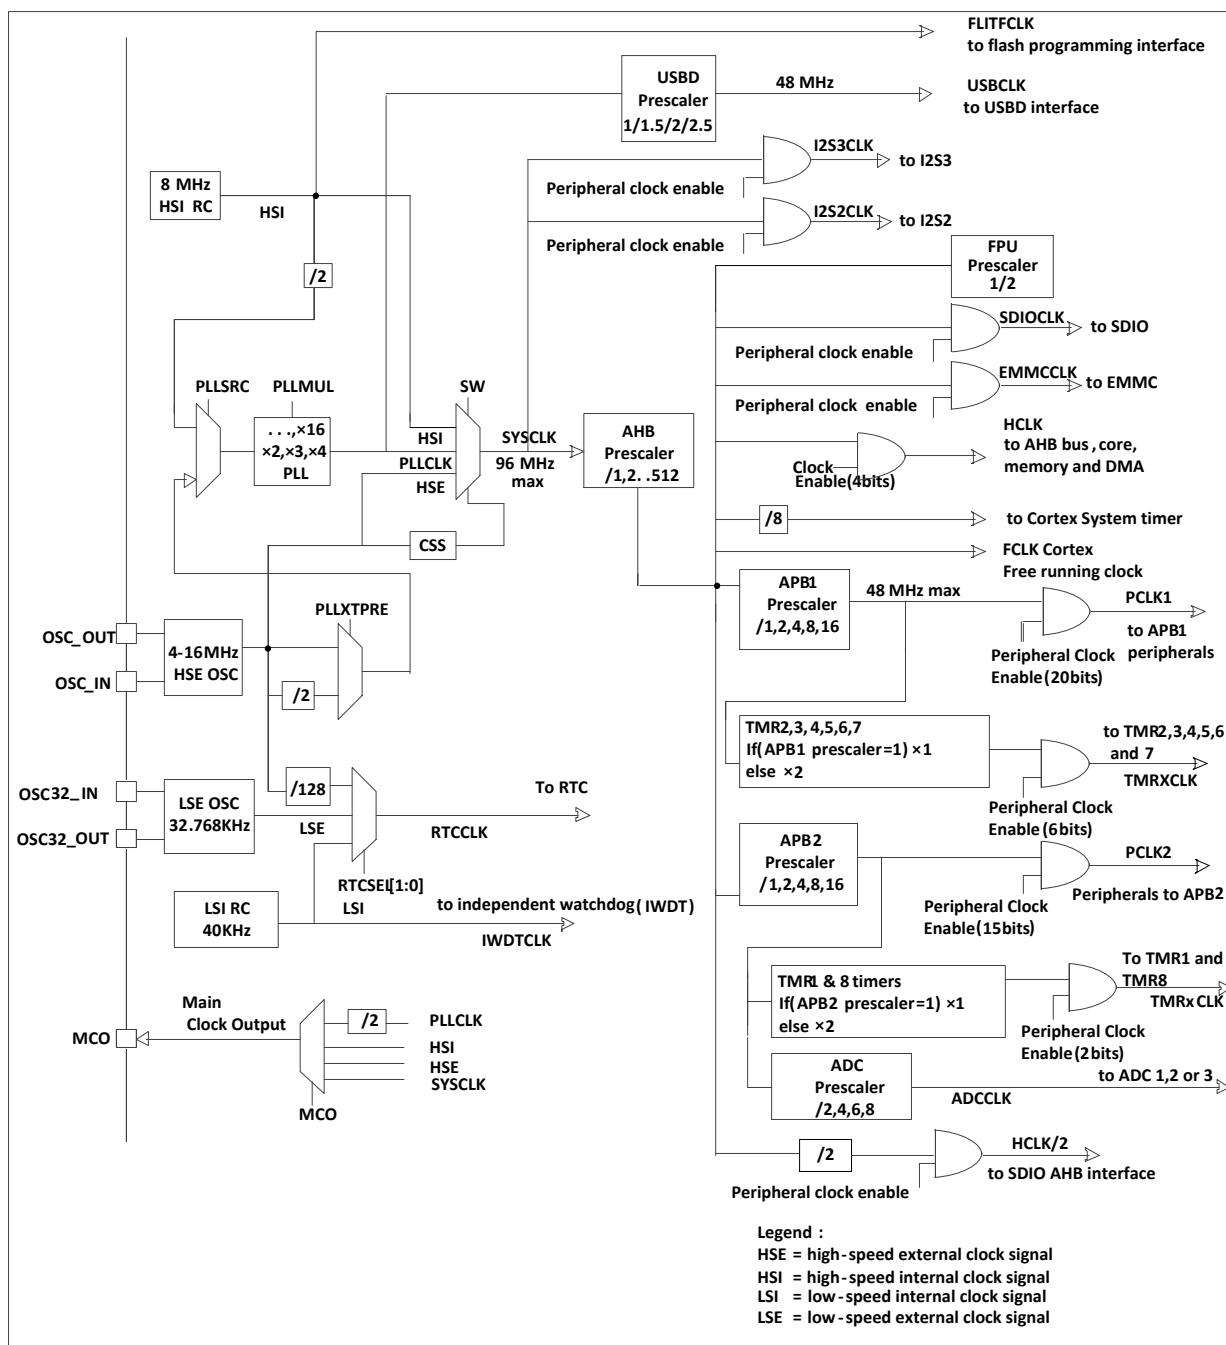 FLITFCLK
to flash programming interface
USBD
Prescaler
1/1.5/2/2.5
48 MHz
USBCLK
to USBD interface
I2S3CLK
to I2S3
Peripheral clock enable
8 MHz
HSI RC
HSI
I2S2CLK
to I2S2
Peripheral clock enable
FPU
Prescaler
1/2
/2
SDIOCLK
to SDIO
Peripheral clock enable
EMMCCLK
to EMMC
Peripheral clock enable
PLLSRC
PLLMUL
SW
. . .,×16
×2,×3,×4
PLL
HSI
PLLCLK
HSE
SYSCLK
96 MHz
max
AHB
Prescaler
/1,2. .512
HCLK
to AHB bus, core,
memory and DMA
Clock
Enable(4bits)
/8
to Cortex System timer
CSS
FCLK Cortex
Free running clock
APB1
Prescaler
/1,2,4,8,16
48 MHz max
PCLK1
to APB1
peripherals
Peripheral Clock
Enable(20bits)
PLLXTPRE
OSC_OUT
4-16MHz
HSE OSC
OSC_IN
/2
TMR2,3, 4,5,6,7
If(APB1 prescaler=1) ×1
else ×2
to TMR2,3,4,5,6
and 7
TMRXCLK
Peripheral Clock
Enable(6bits)
OSC32_IN
/128
To RTC
LSE OSC
32.768KHz
LSE
RTCCLK
OSC32_OUT
APB2
Prescaler
/1,2,4,8,16
PCLK2
Peripherals to APB2
Peripheral Clock
Enable(15bits)
RTCSEL[1:0]
LSI RC
40KHz
LSI
to independent watchdog(IWDT)
IWDTCLK
TMR1 & 8 timers
If(APB2 prescaler=1) ×1
else ×2
To TMR1 and
TMR8
TMRx CLK
Peripheral Clock
Enable(2bits)
Main
Clock Output
MCO
/2
PLLCLK
HSI
HSE
SYSCLK
MCO
ADC
Prescaler
/2,4,6,8
ADCCLK
to ADC 1,2 or 3
/2
HCLK/2
to SDIO AHB interface
Peripheral clock enable
Legend :
HSE = high-speed external clock signal
HSI = high-speed internal clock signal
LSI = low-speed internal clock signal
LSE = low-speed external clock signal